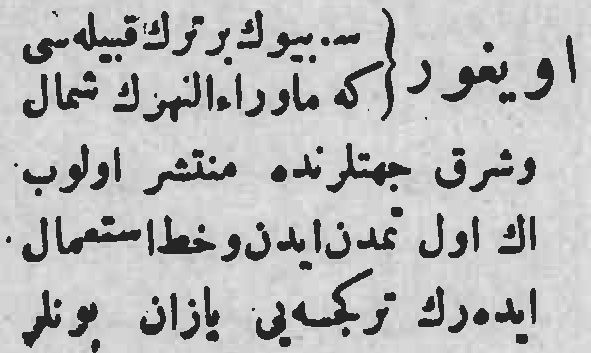 اویغور { سـ. بیوك بر ترك قبیله‌سی
كه ماوراءالنهرك شمال
وشرق جهتلرنده منتشر اولوب
اك اول تمدن ایدن وخط استعمال
ایده‌رك تركجه‌یی یازان بونلر